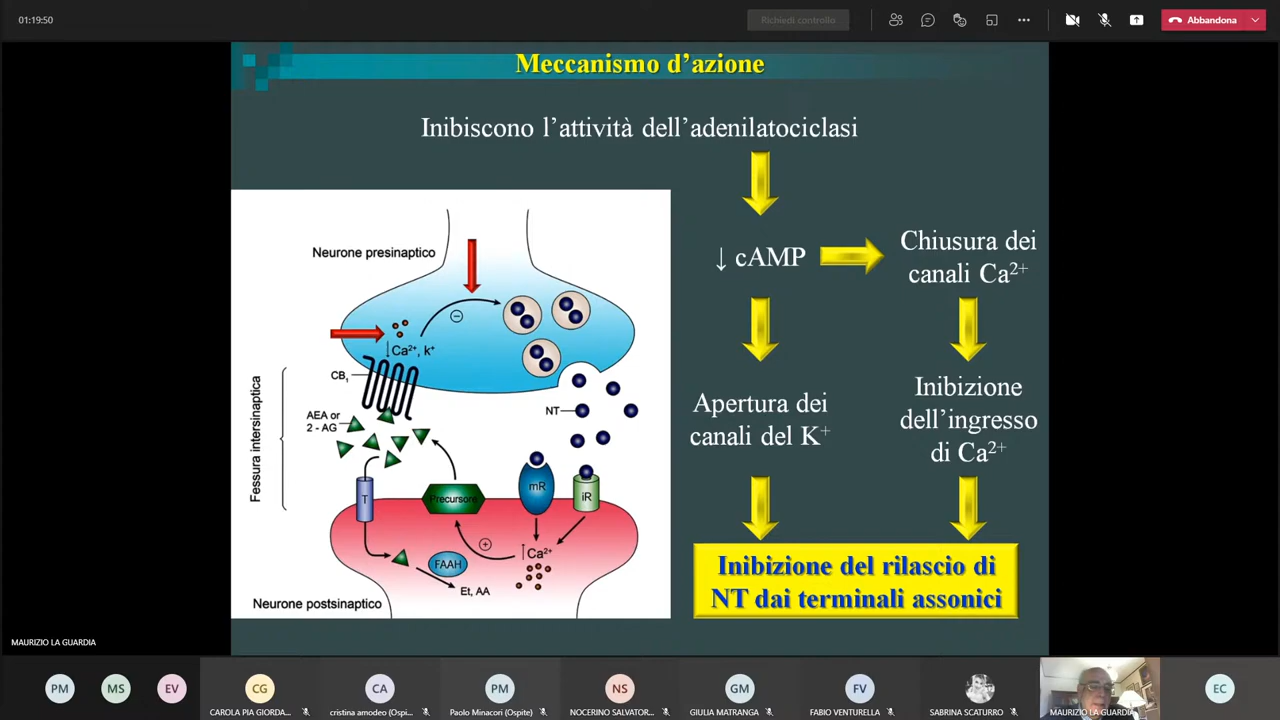 01:19:50
Richiedi controllo
Abbandona
Meccanismo d'azione
Inibiscono l'attività dell'adenilatociclasi
↓ cAMP
Chiusura dei
canali Ca²⁺
Apertura dei
canali del K⁺
Inibizione
dell'ingresso
di Ca²⁺
Inibizione del rilascio di
NT dai terminali assonici
Neurone presinaptico
↓Ca²⁺, k⁺
CB₁
AEA or
2 - AG
NT
Fessura intersinaptica
T
Precursore
mR
iR
↑Ca²⁺
FAAH
Et, AA
Neurone postsinaptico
MAURIZIO LA GUARDIA
PM
MS
EV
CG
CAROLA PIA GIORDA...
CA
cristina amodeo (Ospi...
PM
Paolo Minacori (Ospite)
NS
NOCERINO SALVATOR...
GM
GIULIA MATRANGA
FV
FABIO VENTURELLA
SABRINA SCATURRO
MAURIZIO LA GUARDIA
EC